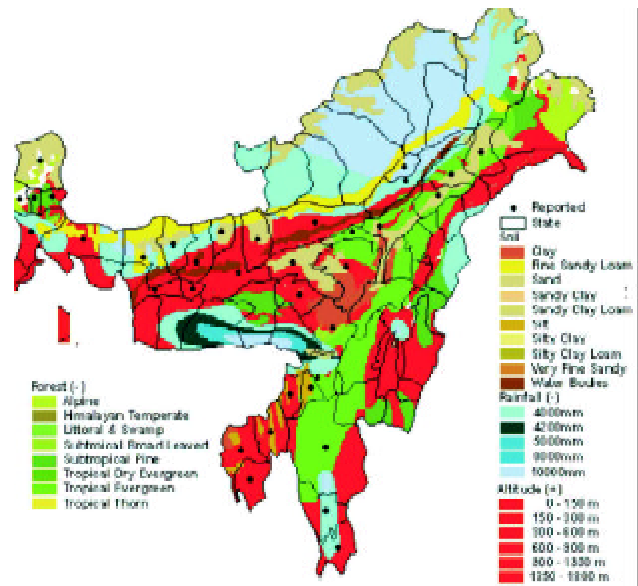 Reported
State
Soil
Clay
Fine Sandy Loam
Sand
Sandy Clay
Sandy Clay Loam
Silt
Silty Clay
Silty Clay Loam
Very Fine Sandy
Water Bodies
Rainfall (-)
4000mm
4200mm
5000mm
10000mm
Altitude (+)
0 - 150 m
150 - 300 m
300 - 600 m
600 - 900 m
Forest (-)
Alpine
Himalayan Temperate
Littoral & Swamp
Subtropical Broad Leaved
Subtropical Pine
Tropical Dry Evergreen
Tropical Evergreen
Tropical Thorn